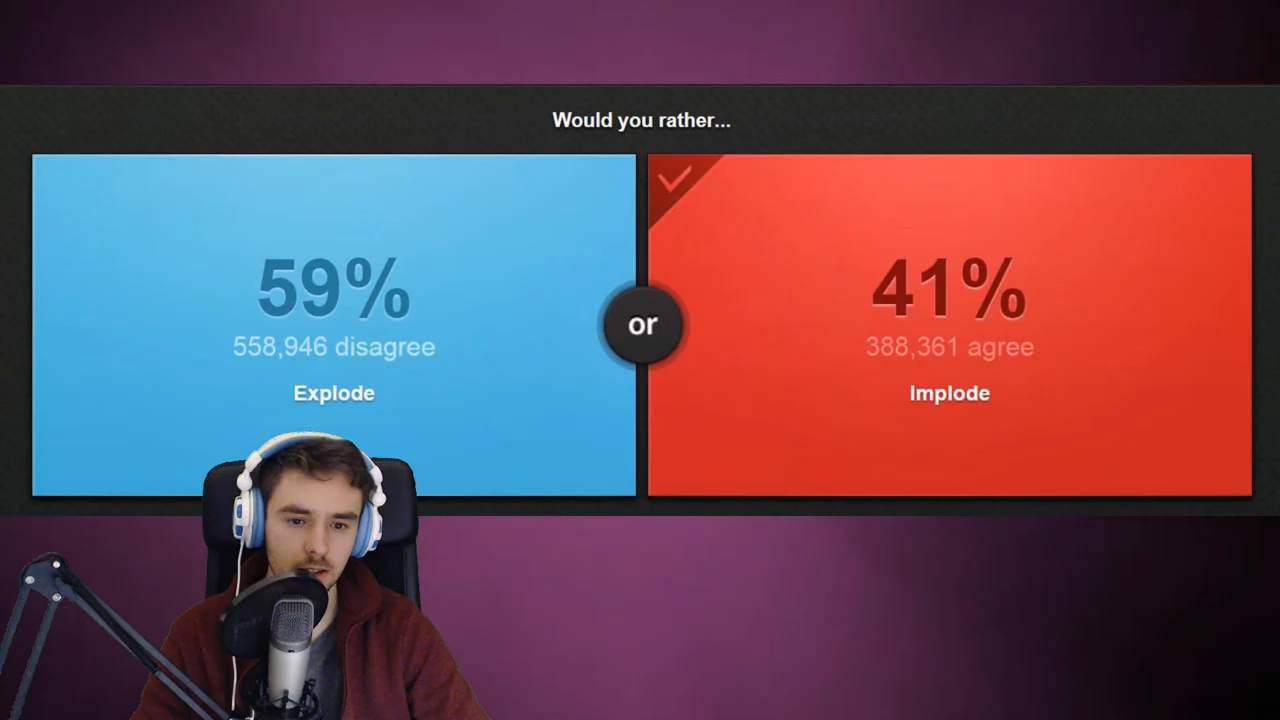 Would you rather...
59%
558,946 disagree
Explode
or
41%
388,361 agree
Implode